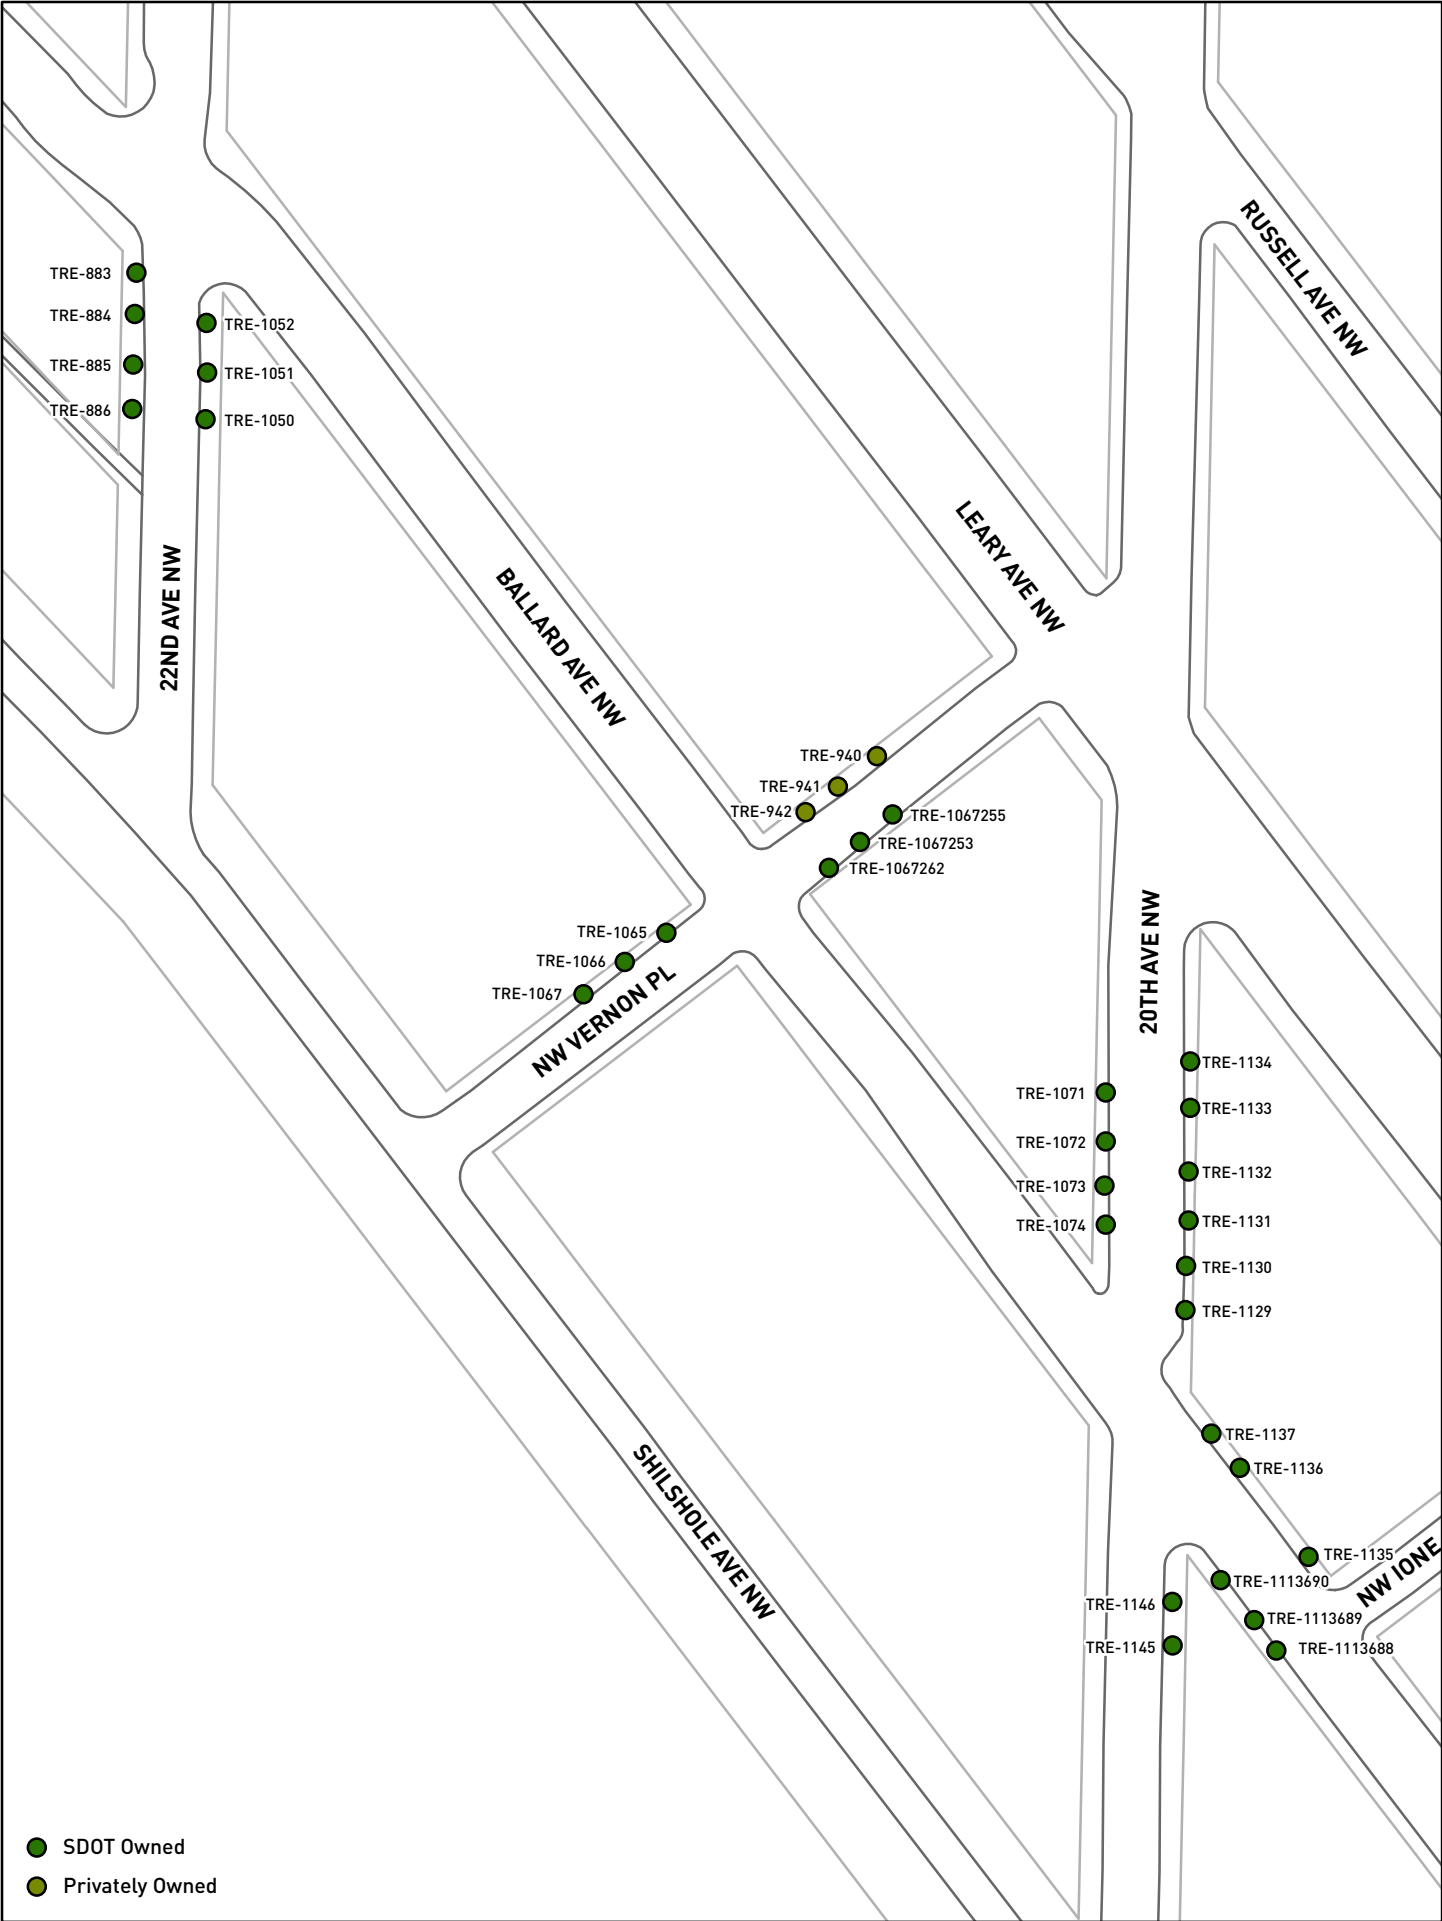 RUSSELL AVE NW
TRE-883
TRE-884
TRE-885
TRE-886
TRE-1052
TRE-1051
TRE-1050
22ND AVE NW
BALLARD AVE NW
LEARY AVE NW
TRE-940
TRE-941
TRE-942
TRE-1067255
TRE-1067253
TRE-1067262
TRE-1065
TRE-1066
TRE-1067
NW VERNON PL
20TH AVE NW
TRE-1134
TRE-1133
TRE-1132
TRE-1131
TRE-1130
TRE-1129
TRE-1071
TRE-1072
TRE-1073
TRE-1074
TRE-1137
TRE-1136
TRE-1135
NW IONE
TRE-1113690
TRE-1113689
TRE-1113688
TRE-1146
TRE-1145
SHILSHOLE AVE NW
SDOT Owned
Privately Owned